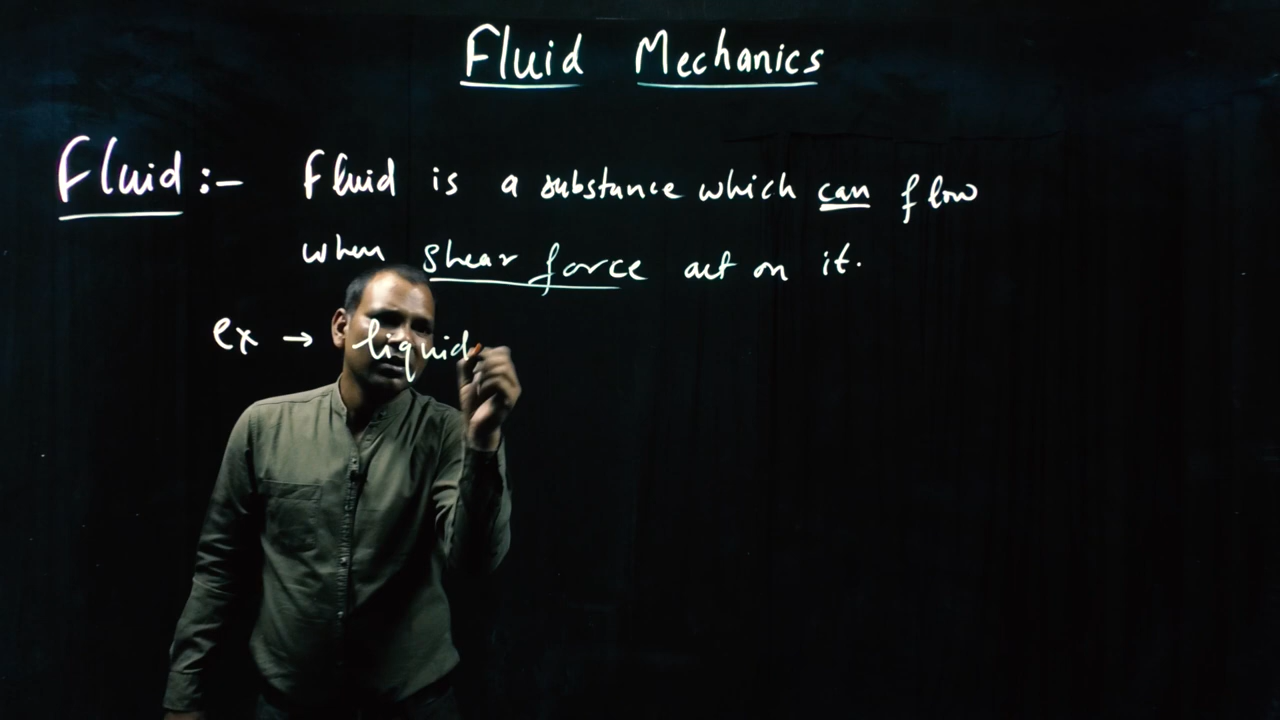 Fluid Mechanics
Fluid :- Fluid is a substance which can flow
when shear force act on it.
ex → liquid